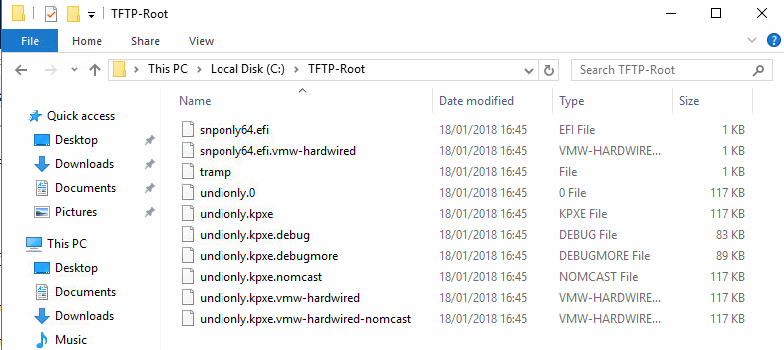 TFTP-Root
File Home Share View
This PC Local Disk (C:) TFTP-Root Search TFTP-Root
Name Date modified Type Size
Quick access
Desktop
Downloads
Documents
Pictures
This PC
Desktop
Documents
Downloads
Music
snponly64.efi 18/01/2018 16:45 EFI File 1 KB
snponly64.efi.vmw-hardwired 18/01/2018 16:45 VMW-HARDWIRE... 1 KB
tramp 18/01/2018 16:45 File 1 KB
undionly.0 18/01/2018 16:45 0 File 117 KB
undionly.kpxe 18/01/2018 16:45 KPXE File 117 KB
undionly.kpxe.debug 18/01/2018 16:45 DEBUG File 83 KB
undionly.kpxe.debugmore 18/01/2018 16:45 DEBUGMORE File 89 KB
undionly.kpxe.nomcast 18/01/2018 16:45 NOMCAST File 117 KB
undionly.kpxe.vmw-hardwired 18/01/2018 16:45 VMW-HARDWIRE... 117 KB
undionly.kpxe.vmw-hardwired-nomcast 18/01/2018 16:45 VMW-HARDWIRE... 117 KB